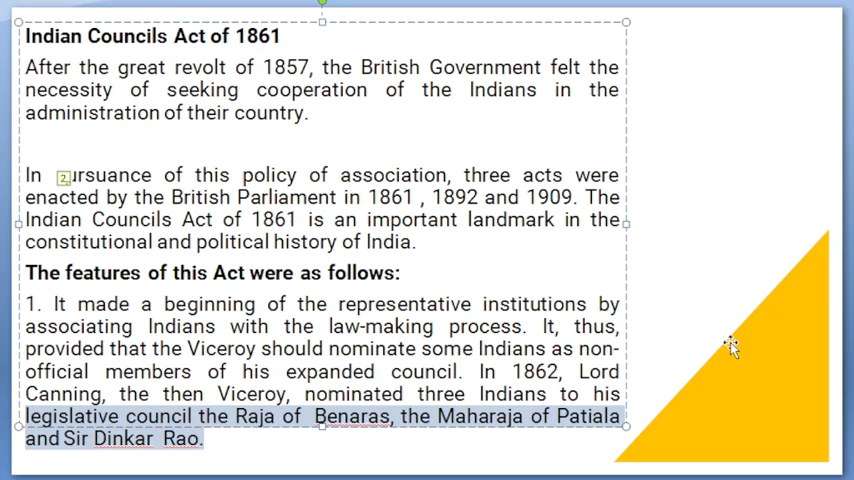 Indian Councils Act of 1861
After the great revolt of 1857, the British Government felt the
necessity of seeking cooperation of the Indians in the
administration of their country.
In 2 ursuance of this policy of association, three acts were
enacted by the British Parliament in 1861 , 1892 and 1909. The
Indian Councils Act of 1861 is an important landmark in the
constitutional and political history of India.
The features of this Act were as follows:
1. It made a beginning of the representative institutions by
associating Indians with the law-making process. It, thus,
provided that the Viceroy should nominate some Indians as non-
official members of his expanded council. In 1862, Lord
Canning, the then Viceroy, nominated three Indians to his
legislative council the Raja of Benaras, the Maharaja of Patiala
and Sir Dinkar Rao.